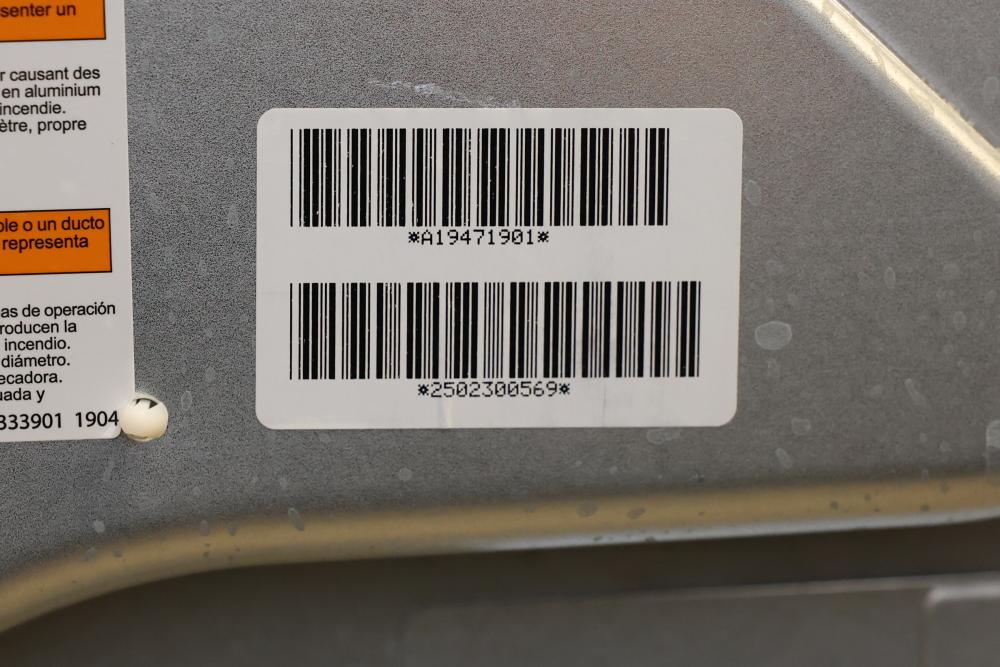 senter un
r causant des
en aluminium
incendie.
ètre, propre
ble o un ducto
representa
as de operación
roducen la
incendio.
diámetro.
ecadora.
uada y
333901 1904
*A19471901*
*2502300569*